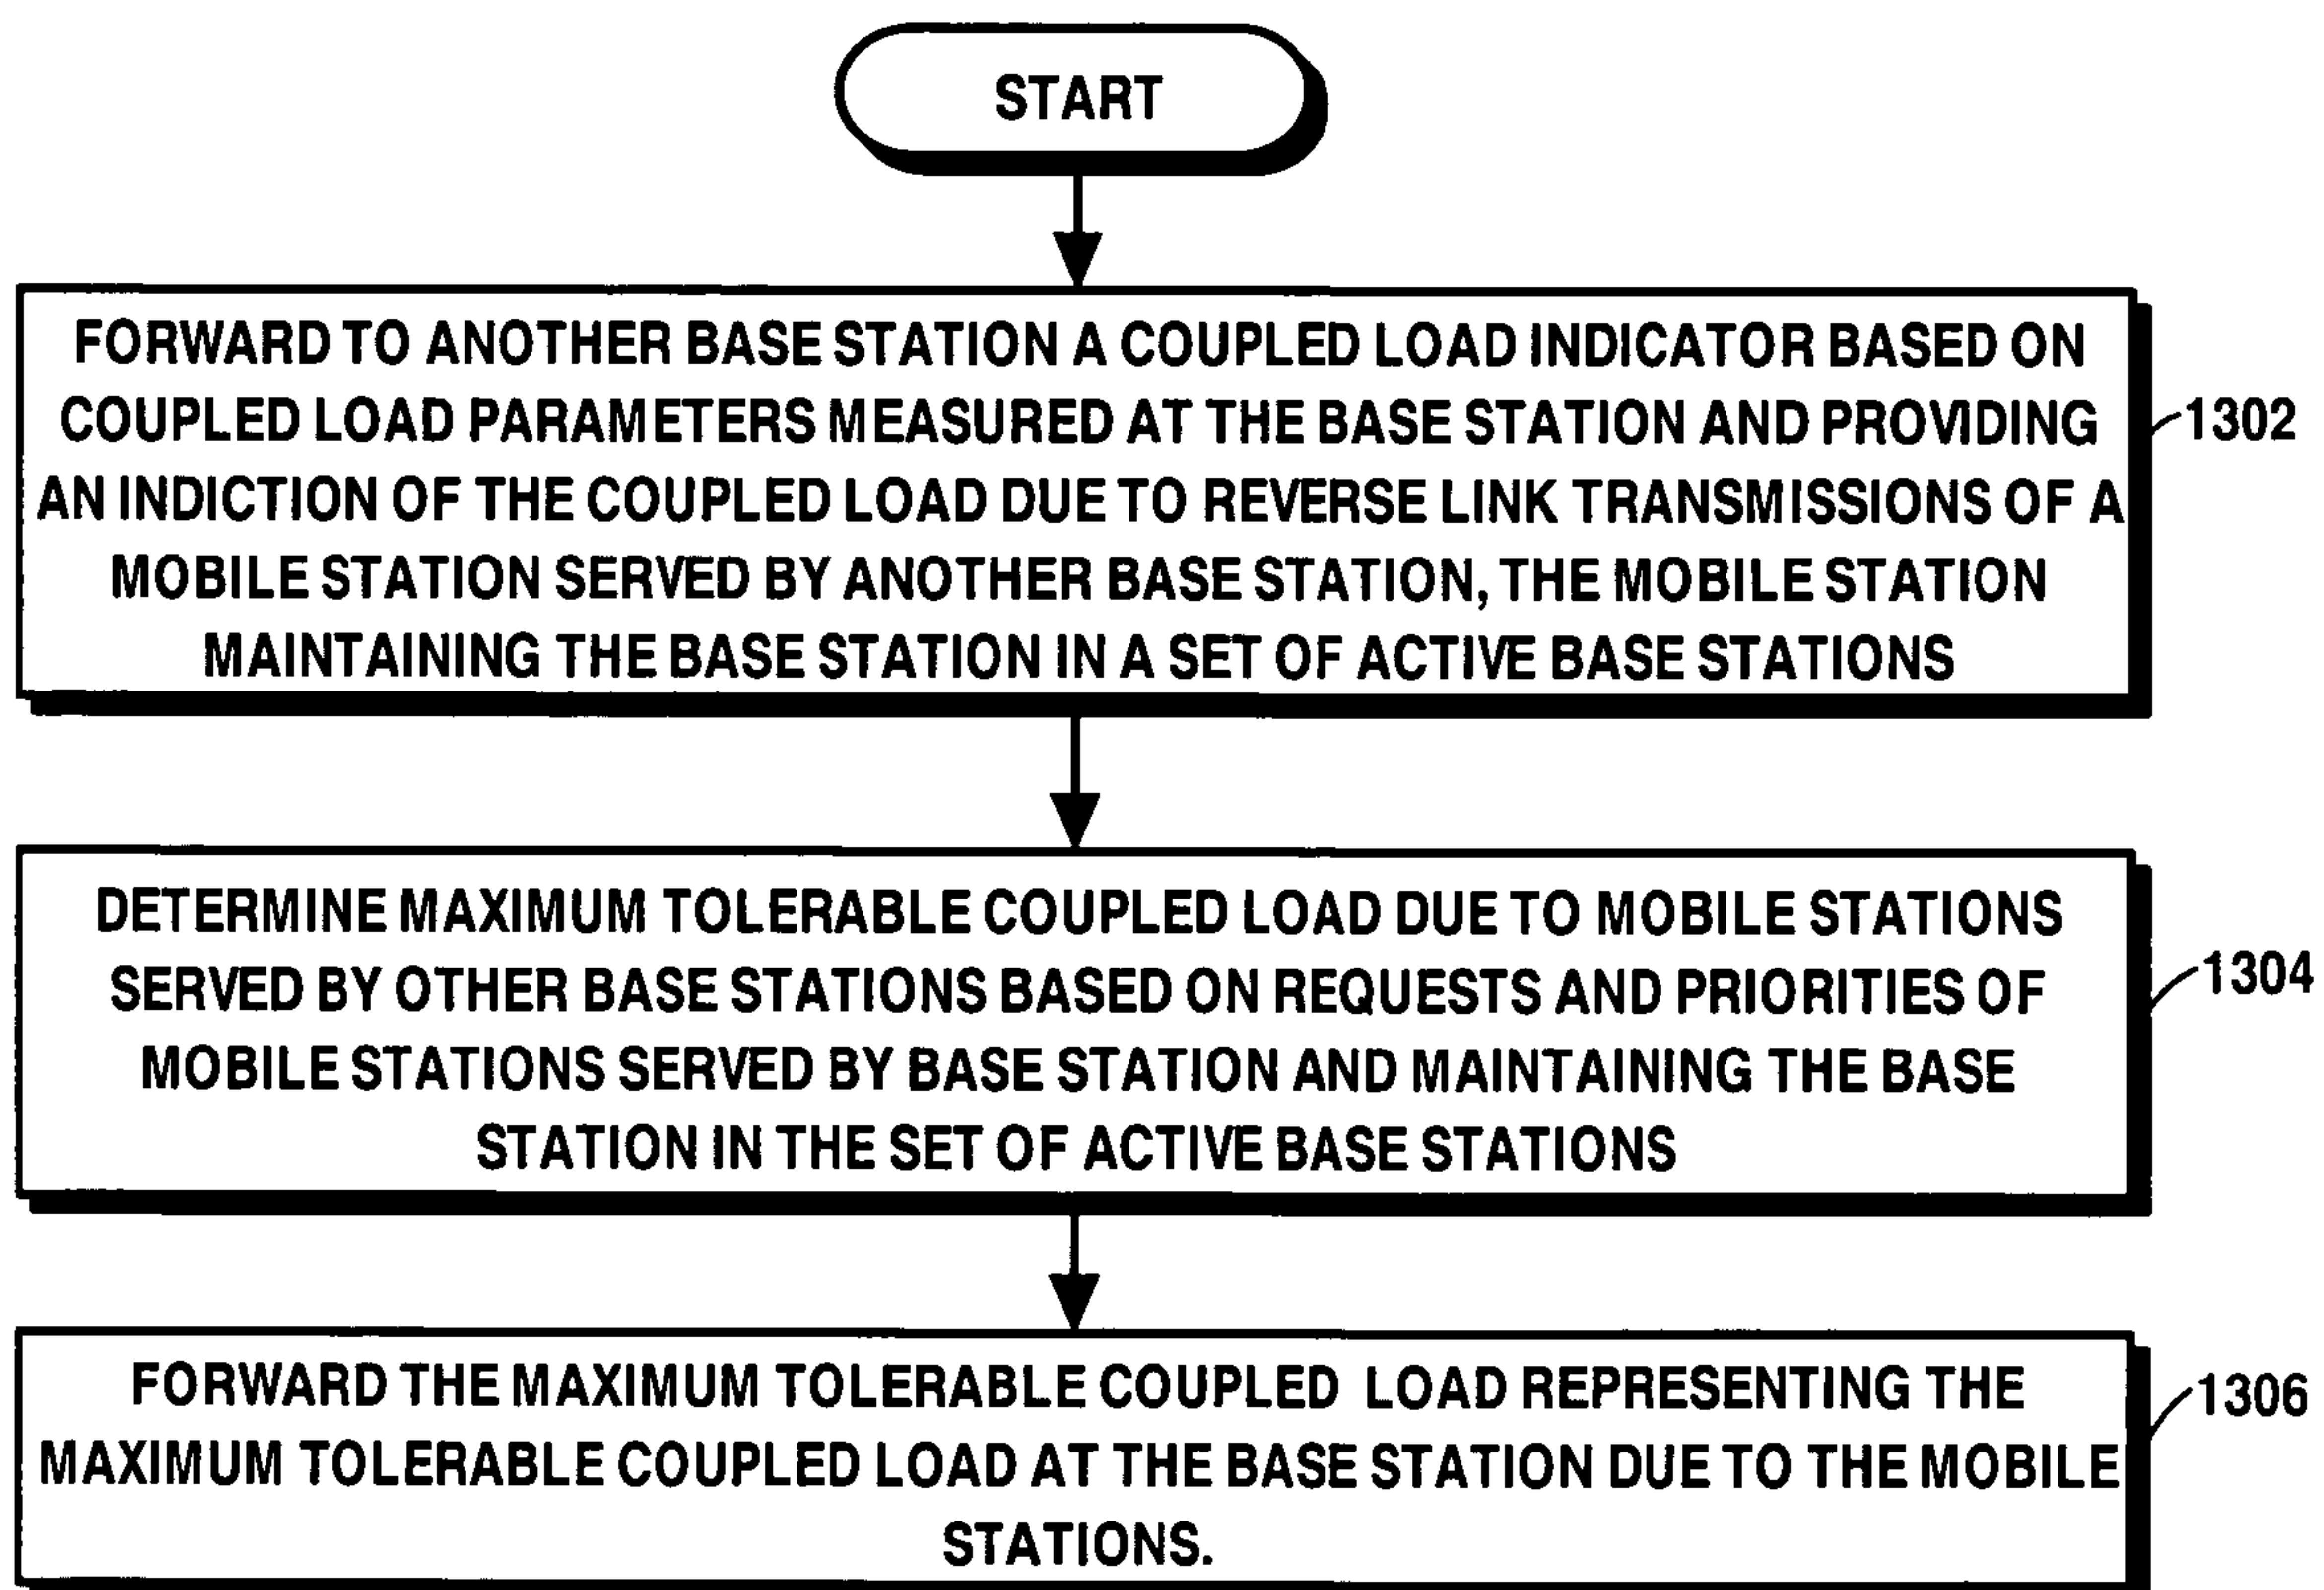 START
FORWARD TO ANOTHER BASE STATION A COUPLED LOAD INDICATOR BASED ON
COUPLED LOAD PARAMETERS MEASURED AT THE BASE STATION AND PROVIDING
AN INDICTION OF THE COUPLED LOAD DUE TO REVERSE LINK TRANSMISSIONS OF A
MOBILE STATION SERVED BY ANOTHER BASE STATION, THE MOBILE STATION
MAINTAINING THE BASE STATION IN A SET OF ACTIVE BASE STATIONS
1302
DETERMINE MAXIMUM TOLERABLE COUPLED LOAD DUE TO MOBILE STATIONS
SERVED BY OTHER BASE STATIONS BASED ON REQUESTS AND PRIORITIES OF
MOBILE STATIONS SERVED BY BASE STATION AND MAINTAINING THE BASE
STATION IN THE SET OF ACTIVE BASE STATIONS
1304
FORWARD THE MAXIMUM TOLERABLE COUPLED LOAD REPRESENTING THE
MAXIMUM TOLERABLE COUPLED LOAD AT THE BASE STATION DUE TO THE MOBILE
STATIONS.
1306